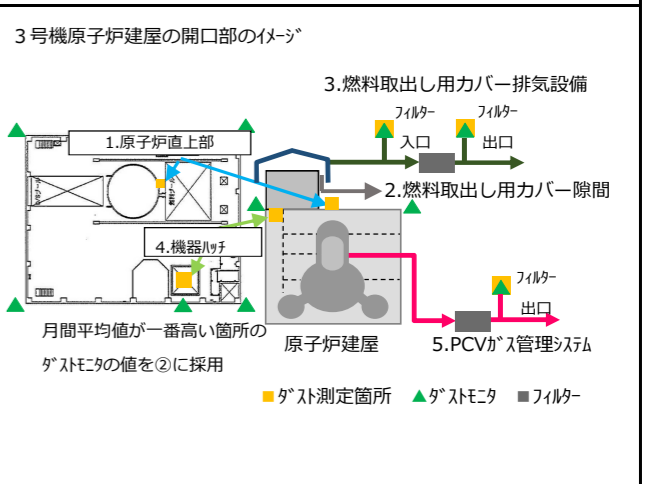 3号機原子炉建屋の開口部のｲﾒｰｼﾞ
3.燃料取出し用カバー排気設備
ﾌｨﾙﾀｰ
ﾌｨﾙﾀｰ
入口
出口
1.原子炉直上部
2.燃料取出し用カバー隙間
4.機器ﾊｯﾁ
ﾌｨﾙﾀｰ
出口
月間平均値が一番高い箇所の
ﾀﾞｽﾄﾓﾆﾀの値を②に採用
原子炉建屋
5.PCVｶﾞｽ管理ｼｽﾃﾑ
ﾀﾞｽﾄ測定箇所 ▲ﾀﾞｽﾄﾓﾆﾀ ■ﾌｨﾙﾀｰ